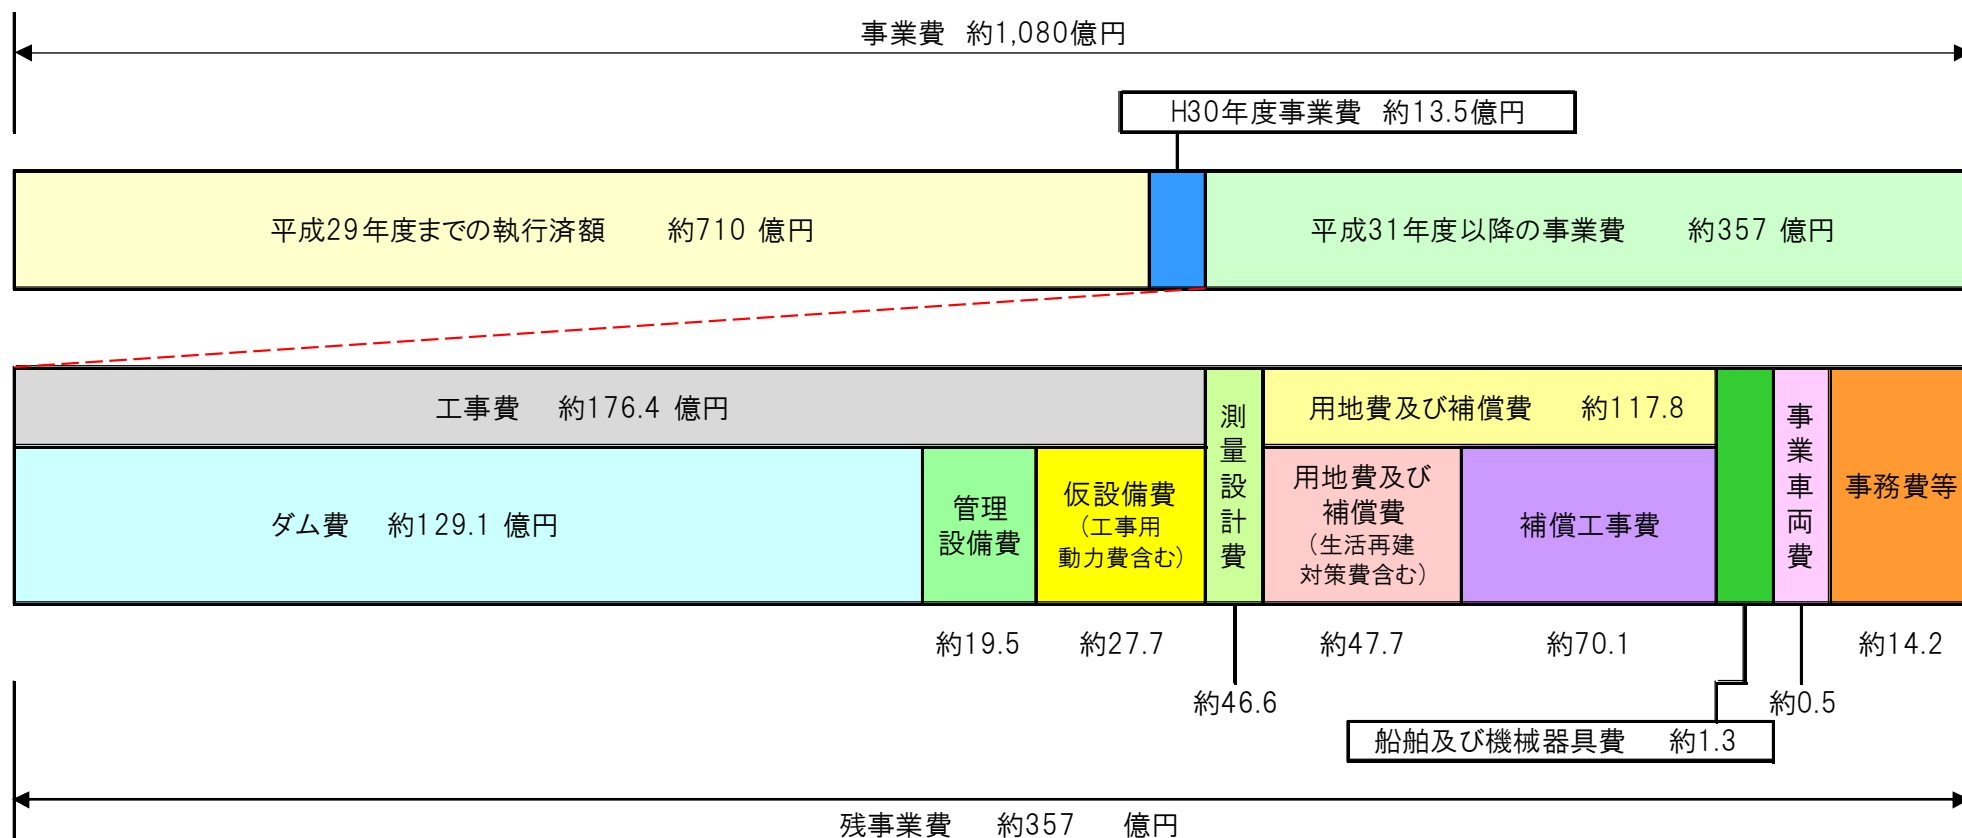 事業費 約1,080億円
H30年度事業費 約13.5億円
平成29年度までの執行済額 約710 億円
平成31年度以降の事業費 約357 億円
工事費 約176.4 億円
測量設計費
用地費及び補償費 約117.8
事業車両費
事務費等
ダム費 約129.1 億円
管理
設備費
仮設備費
(工事用
動力費含む)
用地費及び
補償費
(生活再建
対策費含む)
補償工事費
約19.5
約27.7
約47.7
約70.1
約14.2
約46.6
約0.5
船舶及び機械器具費 約1.3
残事業費 約357 億円